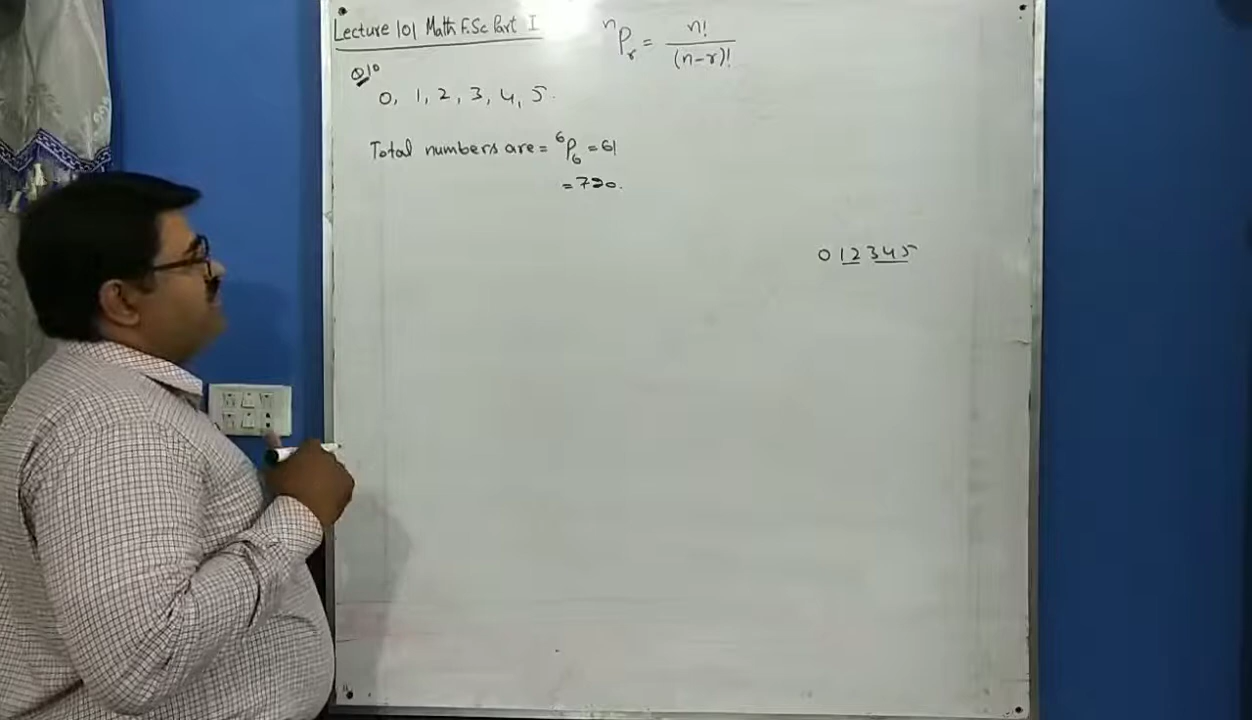 Lecture 101 Math F.Sc Part I
ⁿPᵣ = n! / (n-r)!
Q10
0, 1, 2, 3, 4, 5.
Total numbers are = ⁶P₆ = 6!
= 720.
0 1 2 3 4 5